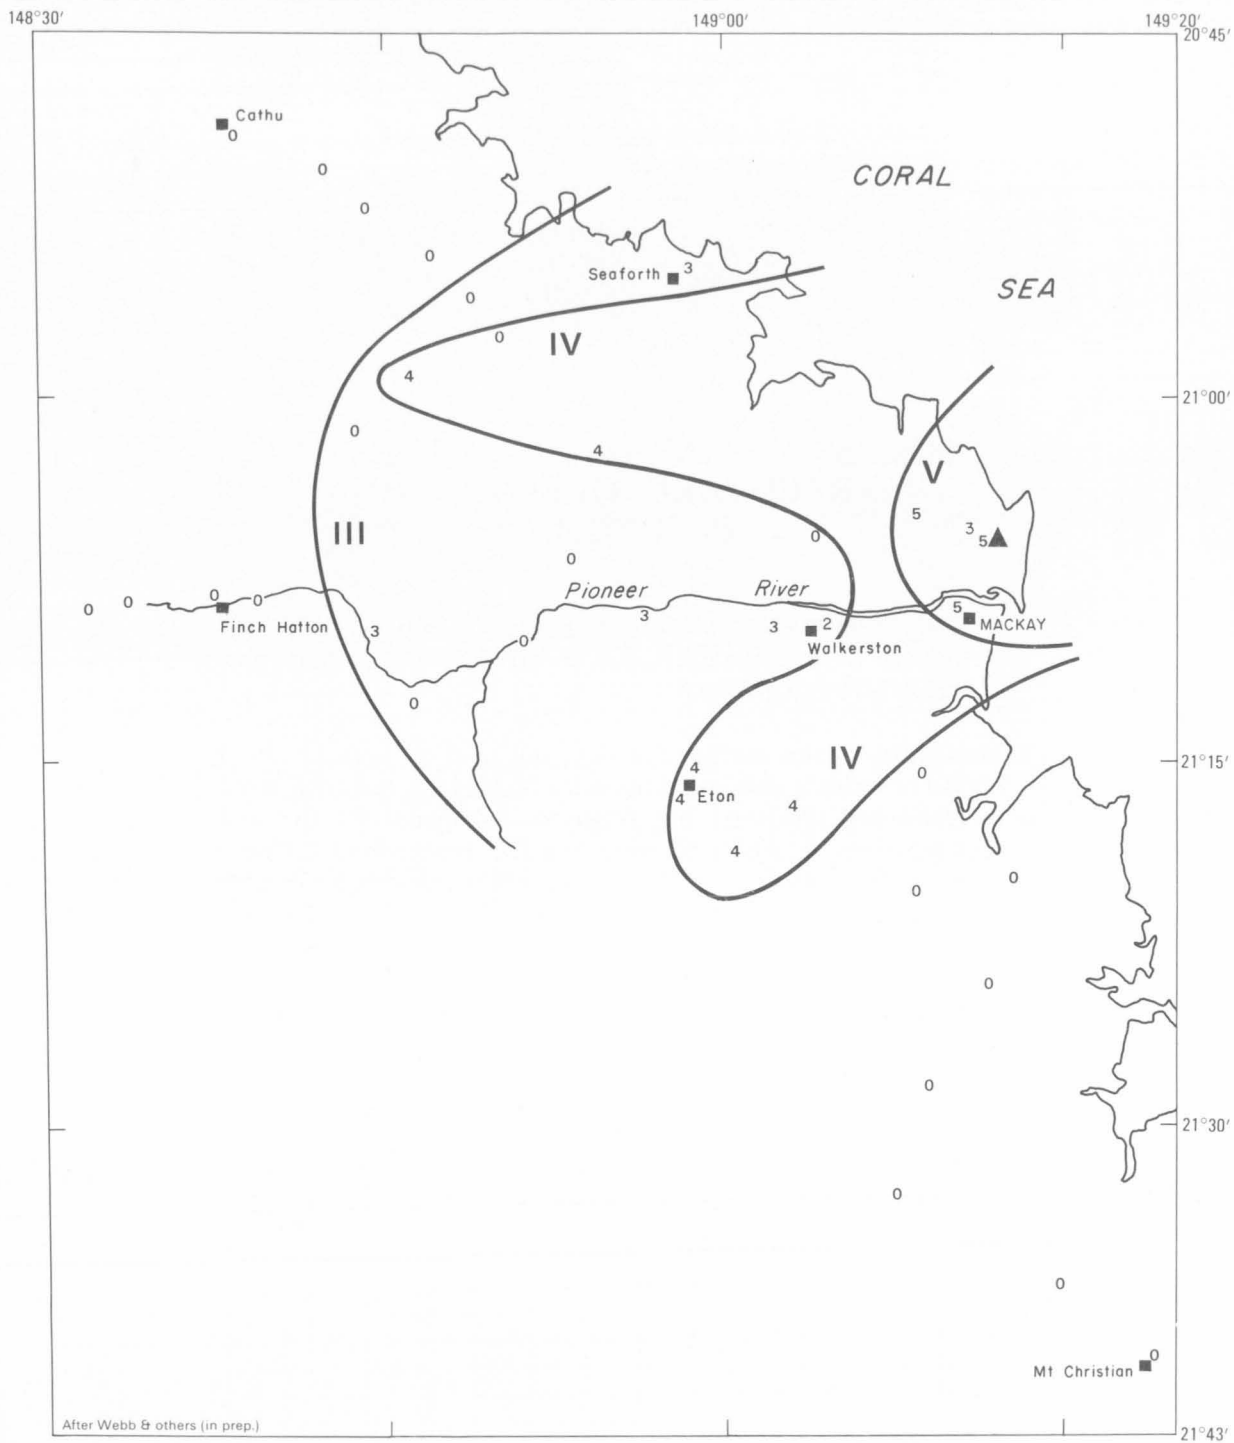 148°30' 149°00' 149°20'
20°45'
Cathu
0
0
CORAL
0
0
Seaforth 3
SEA
0
0
IV
4
21°00'
0
4
V
5
3
III
0
5
0
Pioneer River
0 0 0 0
5
3
Finch Hatton
3
3 2
MACKAY
0
Walkerston
0
IV
4
0
4 Eton
4
4
0
0
0
0
21°15'
21°30'
0
0
0
Mt Christian
After Webb & others (in prep.)
21°43'